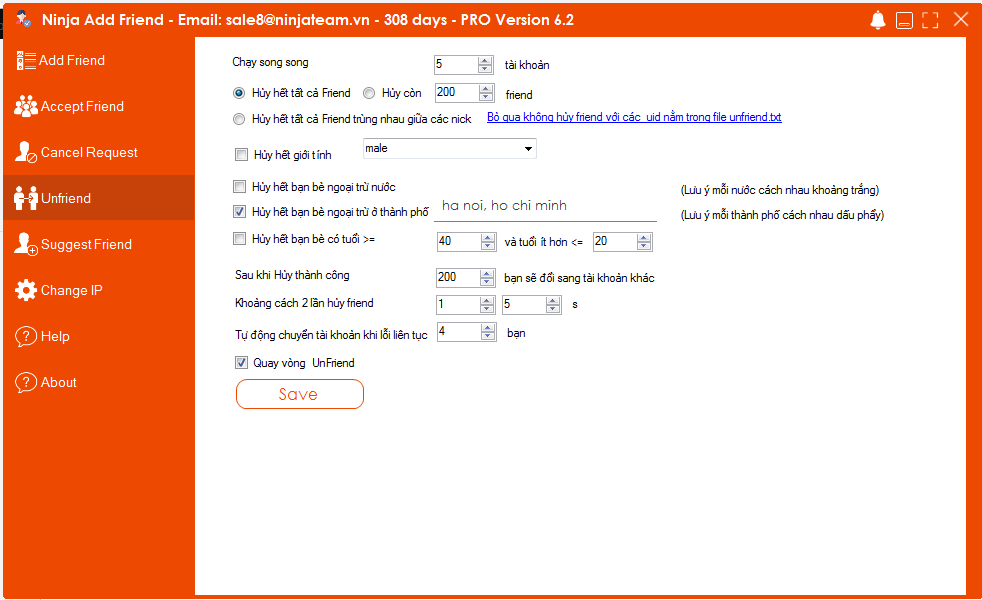 Ninja Add Friend - Email: sale8@ninjateam.vn - 308 days - PRO Version 6.2
Add Friend
Accept Friend
Cancel Request
Unfriend
Suggest Friend
Change IP
Help
About
Chạy song song 5 tài khoản
Hủy hết tất cả Friend Hủy còn 200 friend
Hủy hết tất cả Friend trùng nhau giữa các nick Bỏ qua không hủy friend với các uid nằm trong file unfriend.txt
Hủy hết giới tính male
Hủy hết bạn bè ngoại trừ nước (Lưu ý mỗi nước cách nhau khoảng trắng)
Hủy hết bạn bè ngoại trừ ở thành phố ha noi, ho chi minh (Lưu ý mỗi thành phố cách nhau dấu phẩy)
Hủy hết bạn bè có tuổi >= 40 và tuổi ít hơn <= 20
Sau khi Hủy thành công 200 bạn sẽ đổi sang tài khoản khác
Khoảng cách 2 lần hủy friend 1 5 s
Tự động chuyển tài khoản khi lỗi liên tục 4 bạn
Quay vòng UnFriend
Save